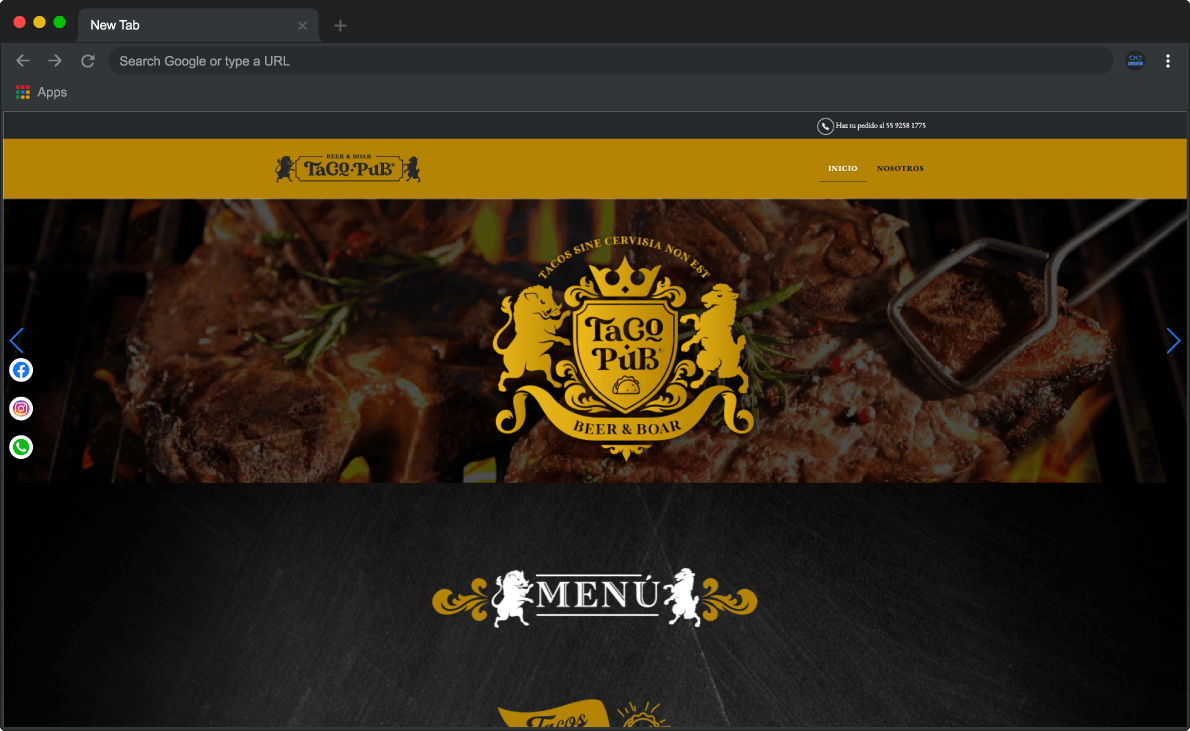 New Tab
Search Google or type a URL
Apps
Haz tu pedido al 55 9258 1775
BEER & BOAR
TaCO·PuB®
INICIO
NOSOTROS
TACOS SINE CERVISIA NON EST
TaCO
PuB®
BEER & BOAR
MENÚ
Tacos